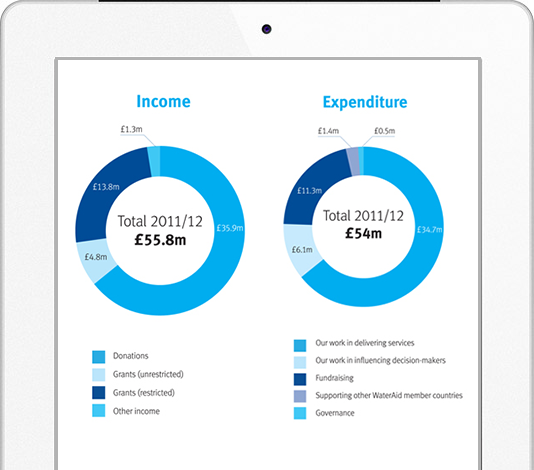 Income
£1.3m
£13.8m
£35.9m
£4.8m
Total 2011/12
£55.8m
Donations
Grants (unrestricted)
Grants (restricted)
Other income
Expenditure
£1.4m
£0.5m
£11.3m
£34.7m
£6.1m
Total 2011/12
£54m
Our work in delivering services
Our work in influencing decision-makers
Fundraising
Supporting other WaterAid member countries
Governance